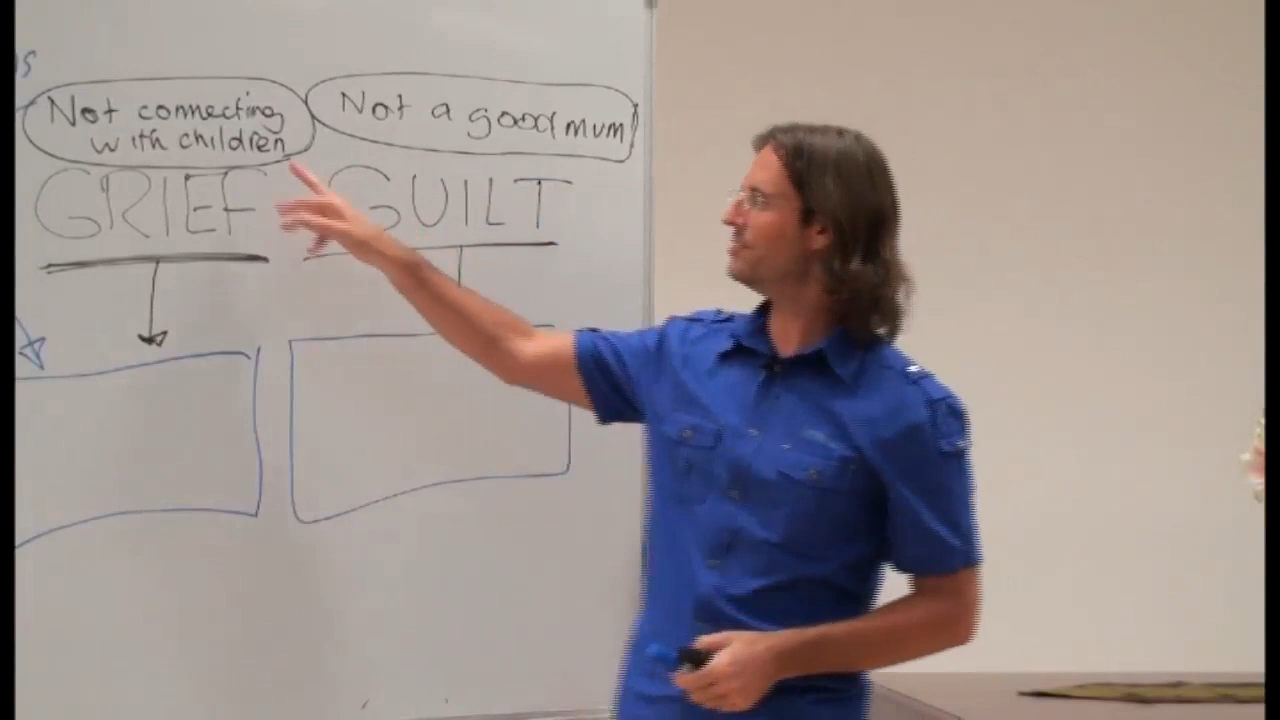 Not connecting
with children
Not a good mum
GRIEF
GUILT